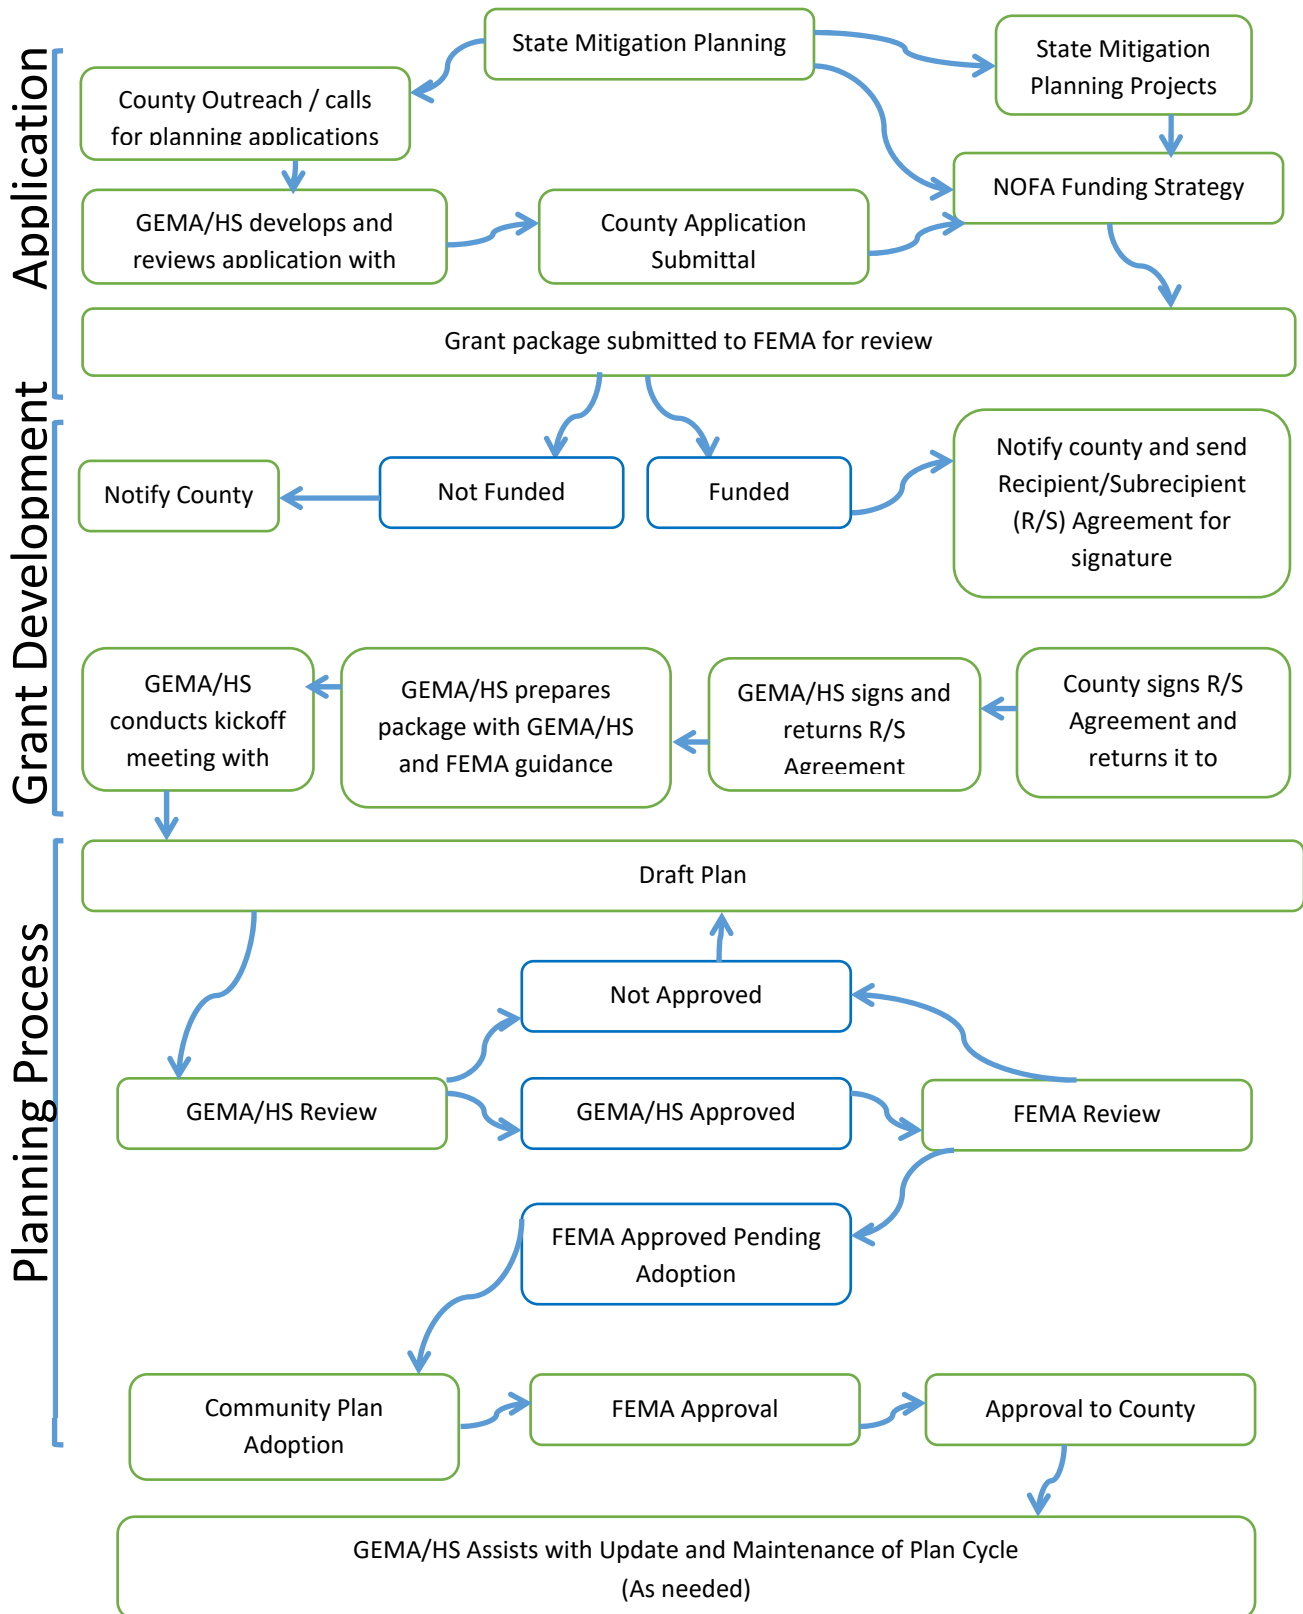 Application
State Mitigation Planning
State Mitigation
Planning Projects
County Outreach / calls
for planning applications
NOFA Funding Strategy
GEMA/HS develops and
reviews application with
County Application
Submittal
Grant package submitted to FEMA for review
Grant Development
Notify County
Not Funded
Funded
Notify county and send
Recipient/Subrecipient
(R/S) Agreement for
signature
GEMA/HS
conducts kickoff
meeting with
GEMA/HS prepares
package with GEMA/HS
and FEMA guidance
GEMA/HS signs and
returns R/S
Agreement
County signs R/S
Agreement and
returns it to
Planning Process
Draft Plan
Not Approved
GEMA/HS Review
GEMA/HS Approved
FEMA Review
FEMA Approved Pending
Adoption
Community Plan
Adoption
FEMA Approval
Approval to County
GEMA/HS Assists with Update and Maintenance of Plan Cycle
(As needed)